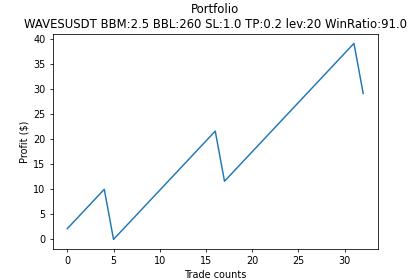 Portfolio
WAVESUSDT BBM:2.5 BBL:260 SL:1.0 TP:0.2 lev:20 WinRatio:91.0
40
35
30
25
20
15
10
5
0
Profit ($)
0 5 10 15 20 25 30
Trade counts